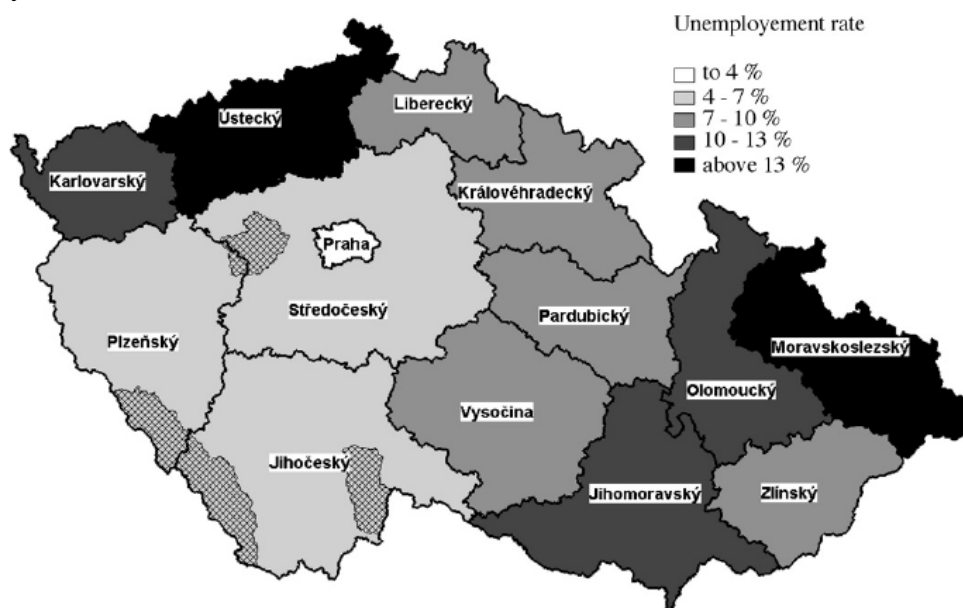 Unemployement rate
to 4 %
4 - 7 %
7 - 10 %
10 - 13 %
above 13 %
Ústecký
Liberecký
Karlovarský
Královéhradecký
Praha
Středočeský
Pardubický
Plzeňský
Moravskoslezský
Olomoucký
Vysočina
Jihočeský
Jihomoravský
Zlínský